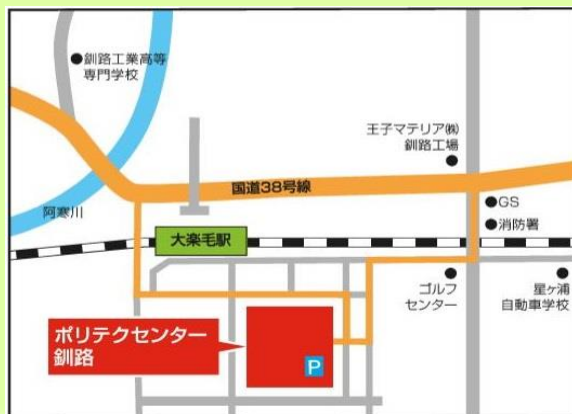 釧路工業高等
専門学校
王子マテリア㈱
釧路工場
国道38号線
GS
阿寒川
消防署
大楽毛駅
ゴルフ
センター
星ヶ浦
自動車学校
ポリテクセンター
釧路
P